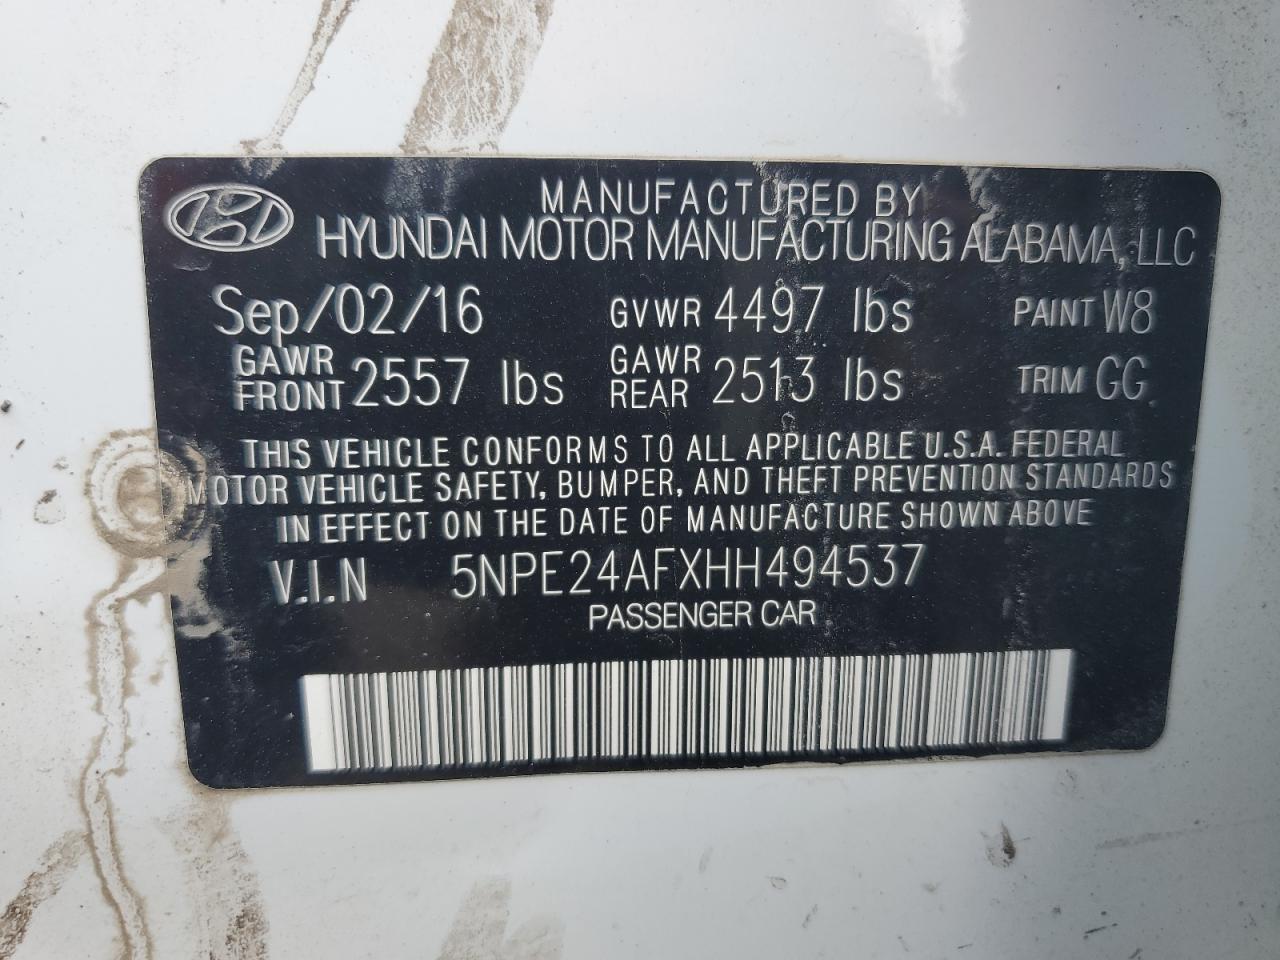 MANUFACTURED BY
HYUNDAI MOTOR MANUFACTURING ALABAMA, LLC
Sep/02/16 GVWR 4497 lbs PAINT W8
GAWR FRONT 2557 lbs GAWR REAR 2513 lbs TRIM GG
THIS VEHICLE CONFORMS TO ALL APPLICABLE U.S.A. FEDERAL
MOTOR VEHICLE SAFETY, BUMPER, AND THEFT PREVENTION STANDARDS
IN EFFECT ON THE DATE OF MANUFACTURE SHOWN ABOVE
V.I.N 5NPE24AFXHH494537
PASSENGER CAR